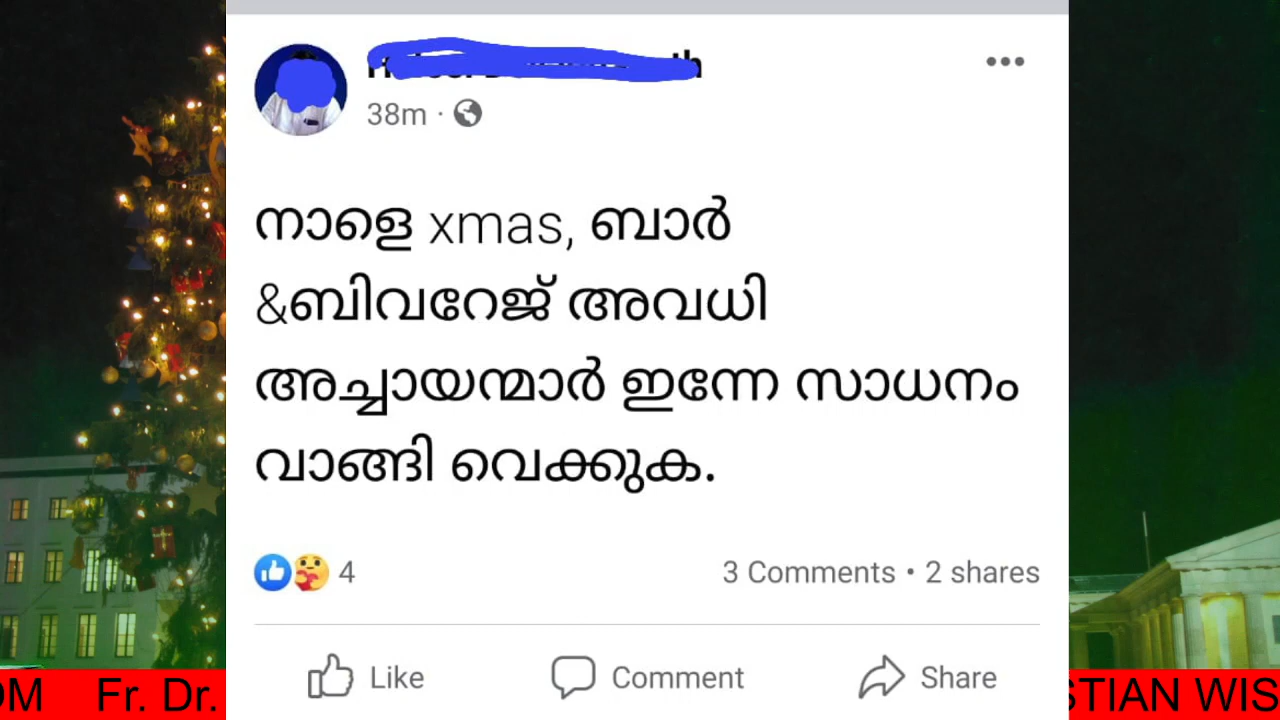 38m
നാളെ xmas, ബാർ
&ബിവറേജ് അവധി
അച്ചായന്മാർ ഇന്നേ സാധനം
വാങ്ങി വെക്കുക.
4
3 Comments • 2 shares
Like
Comment
Share
OM Fr. Dr.
STIAN WIS